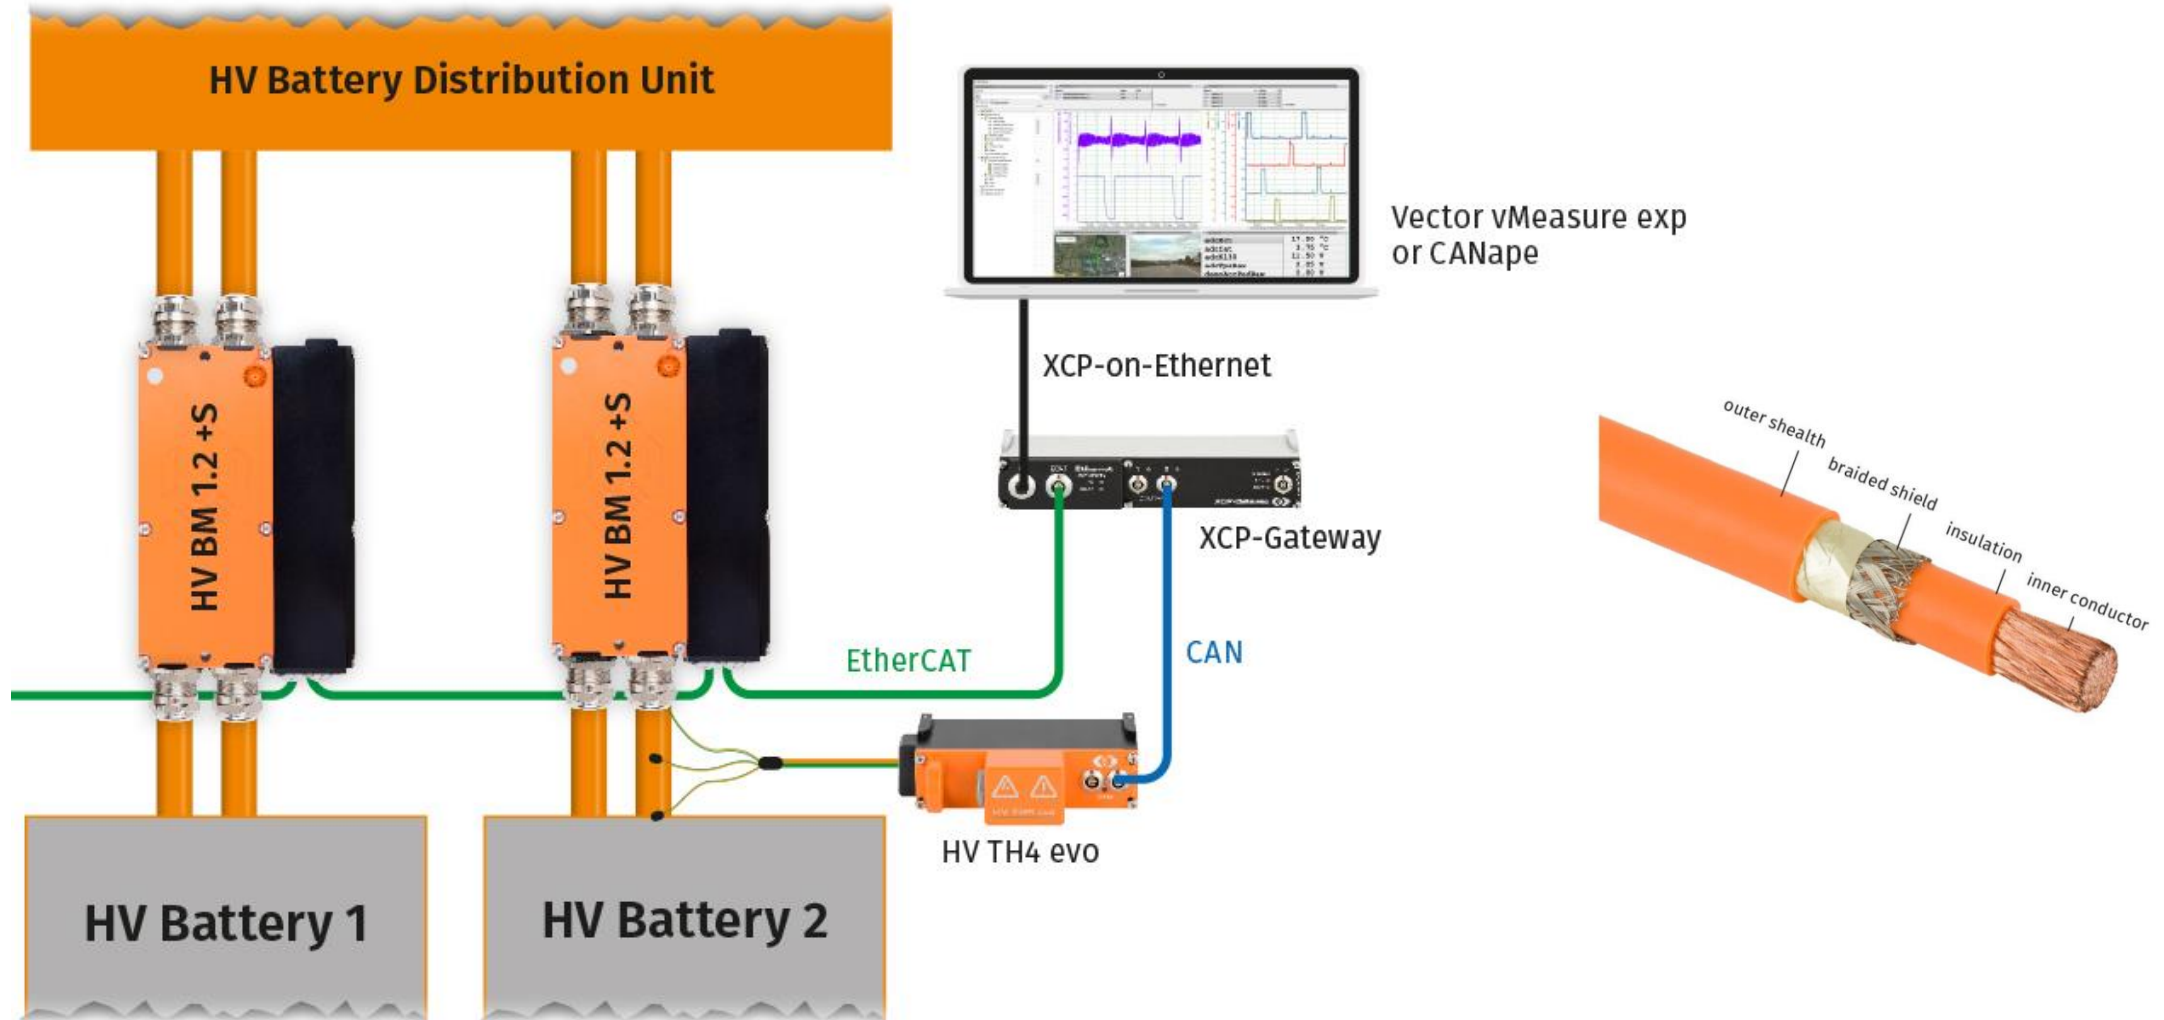 HV Battery Distribution Unit
HV BM 1.2 +S
HV BM 1.2 +S
Vector vMeasure exp
or CANape
XCP-on-Ethernet
XCP-Gateway
EtherCAT
CAN
HV TH4 evo
HV Battery 1
HV Battery 2
outer shealth
braided shield
insulation
inner conductor